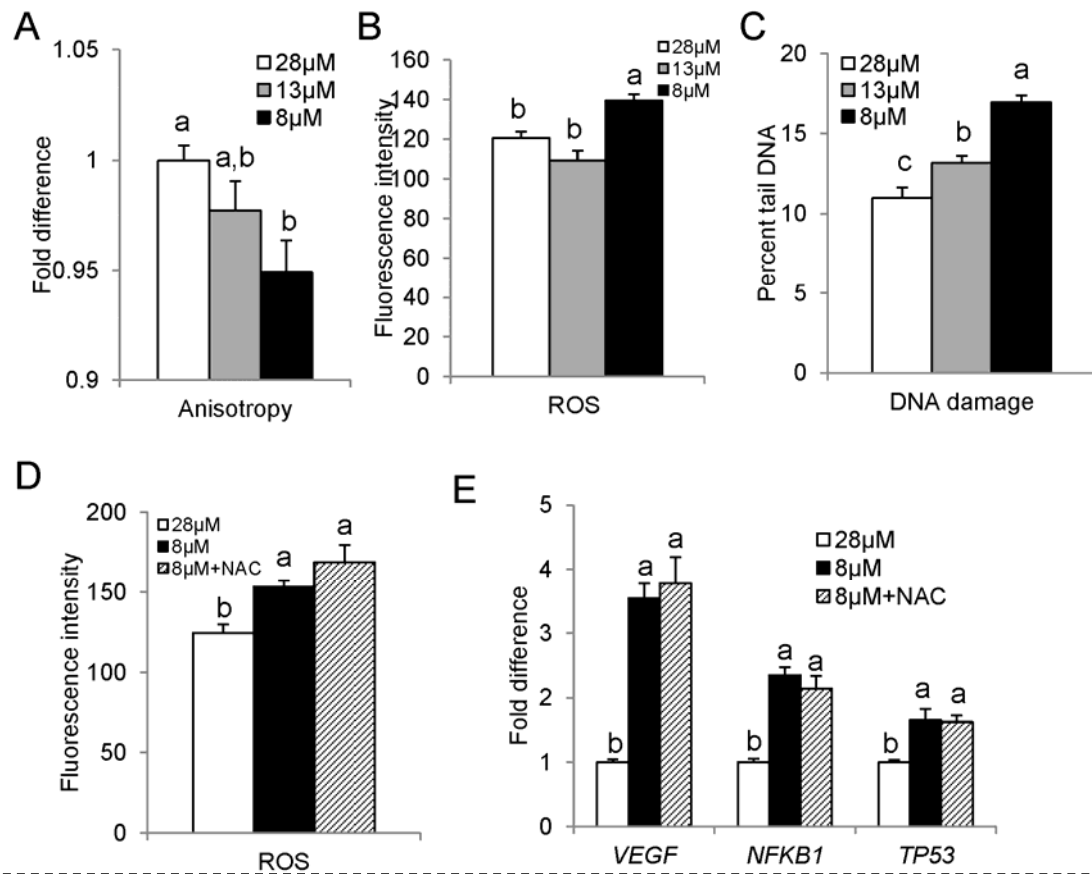 A
1.05
28µM
13µM
8µM
a
a,b
b
1
0.95
0.9
Fold difference
Anisotropy
B
160
140
120
100
80
60
40
20
0
28µM
13µM
8µM
b
b
a
Fluorescence intensity
ROS
C
20
15
10
5
0
28µM
13µM
8µM
c
b
a
Percent tail DNA
DNA damage
D
200
150
100
50
0
28µM
8µM
8µM+NAC
b
a
a
Fluorescence intensity
ROS
E
5
4
3
2
1
0
28µM
8µM
8µM+NAC
b
a
a
b
a
a
b
a
a
Fold difference
VEGF NFKB1 TP53